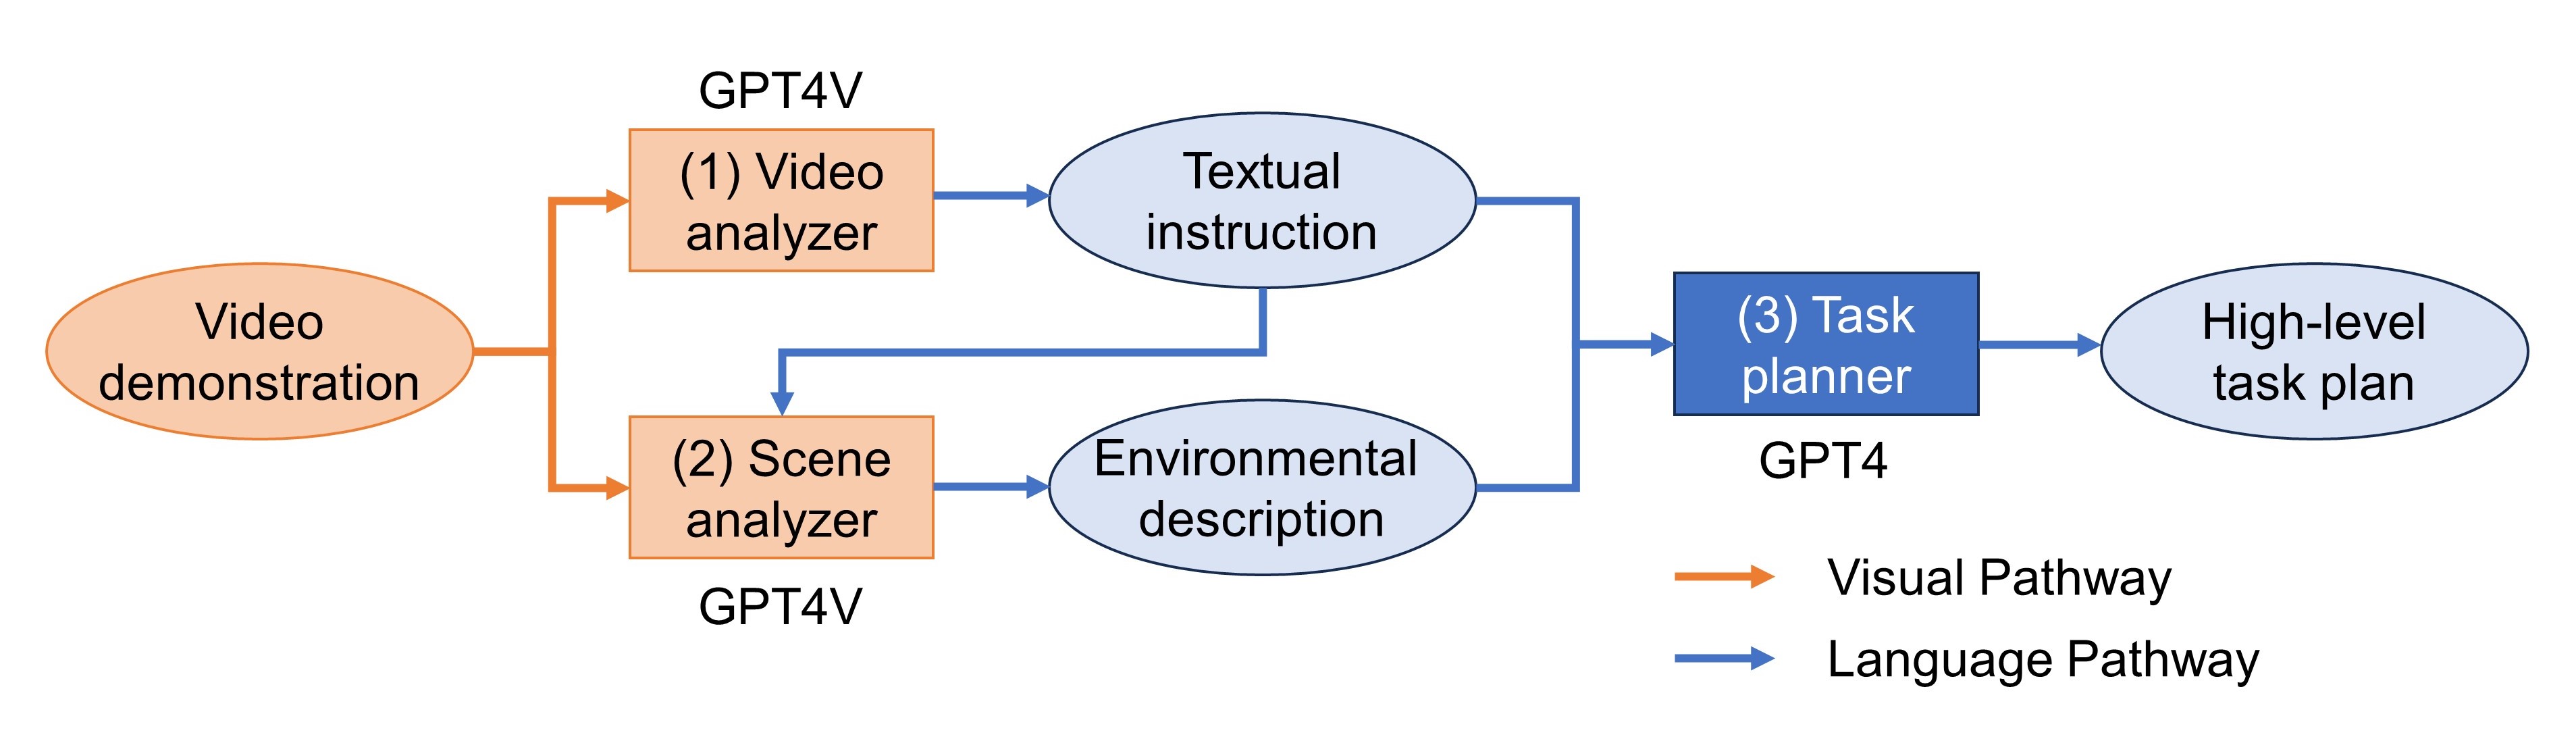 GPT4V
(1) Video
analyzer
Textual
instruction
Video
demonstration
(2) Scene
analyzer
GPT4V
Environmental
description
(3) Task
planner
GPT4
High-level
task plan
Visual Pathway
Language Pathway